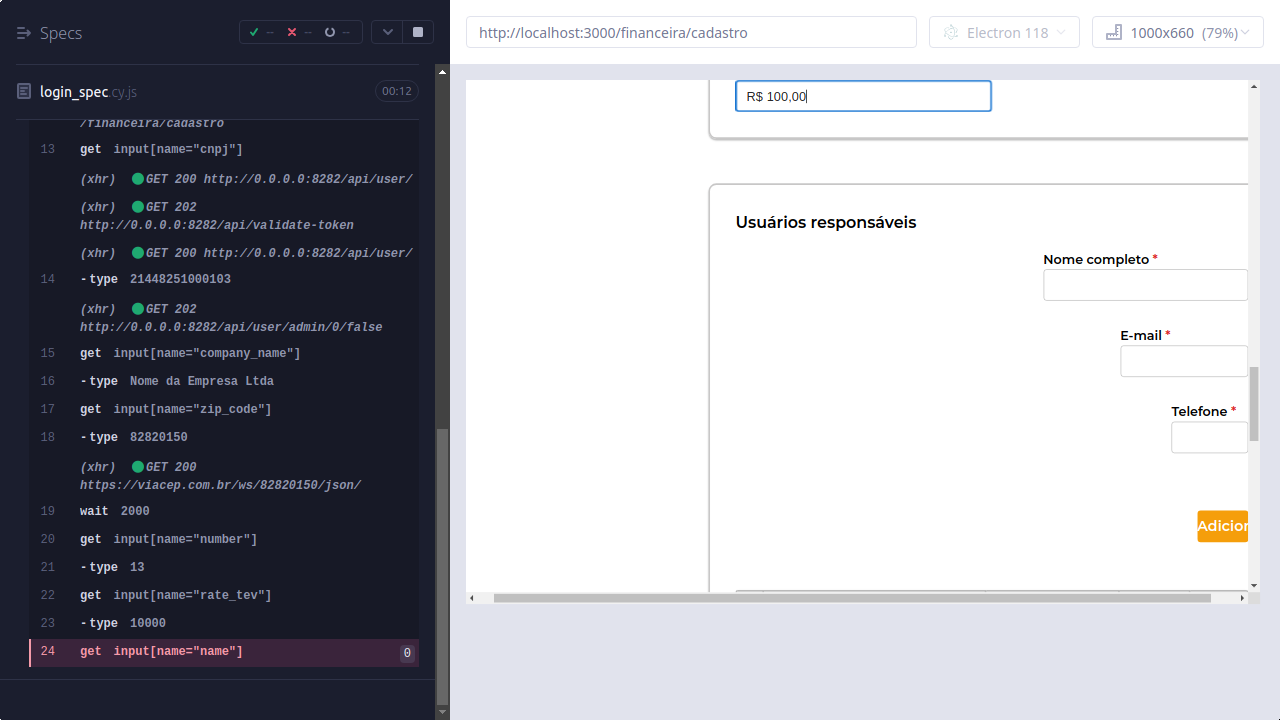 Specs
--
--
--
login_spec.cy.js
00:12
/financeira/cadastro
13 get input[name="cnpj"]
(xhr) GET 200 http://0.0.0.0:8282/api/user/
(xhr) GET 202
http://0.0.0.0:8282/api/validate-token
(xhr) GET 200 http://0.0.0.0:8282/api/user/
14 -type 21448251000103
(xhr) GET 202
http://0.0.0.0:8282/api/user/admin/0/false
15 get input[name="company_name"]
16 -type Nome da Empresa Ltda
17 get input[name="zip_code"]
18 -type 82820150
(xhr) GET 200
https://viacep.com.br/ws/82820150/json/
19 wait 2000
20 get input[name="number"]
21 -type 13
22 get input[name="rate_tev"]
23 -type 10000
24 get input[name="name"] 0
http://localhost:3000/financeira/cadastro
Electron 118
1000x660 (79%)
R$ 100,00
Usuários responsáveis
Nome completo *
E-mail *
Telefone *
Adicior